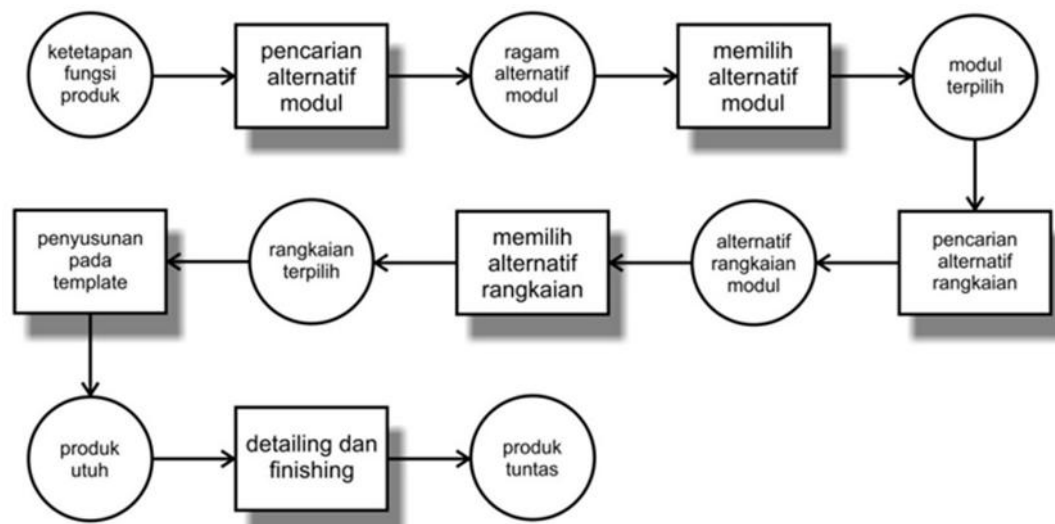 ketetapan
fungsi
produk
pencarian
alternatif
modul
ragam
alternatif
modul
memilih
alternatif
modul
modul
terpilih
pencarian
alternatif
rangkaian
alternatif
rangkaian
modul
memilih
alternatif
rangkaian
rangkaian
terpilih
penyusunan
pada
template
produk
utuh
detailing dan
finishing
produk
tuntas